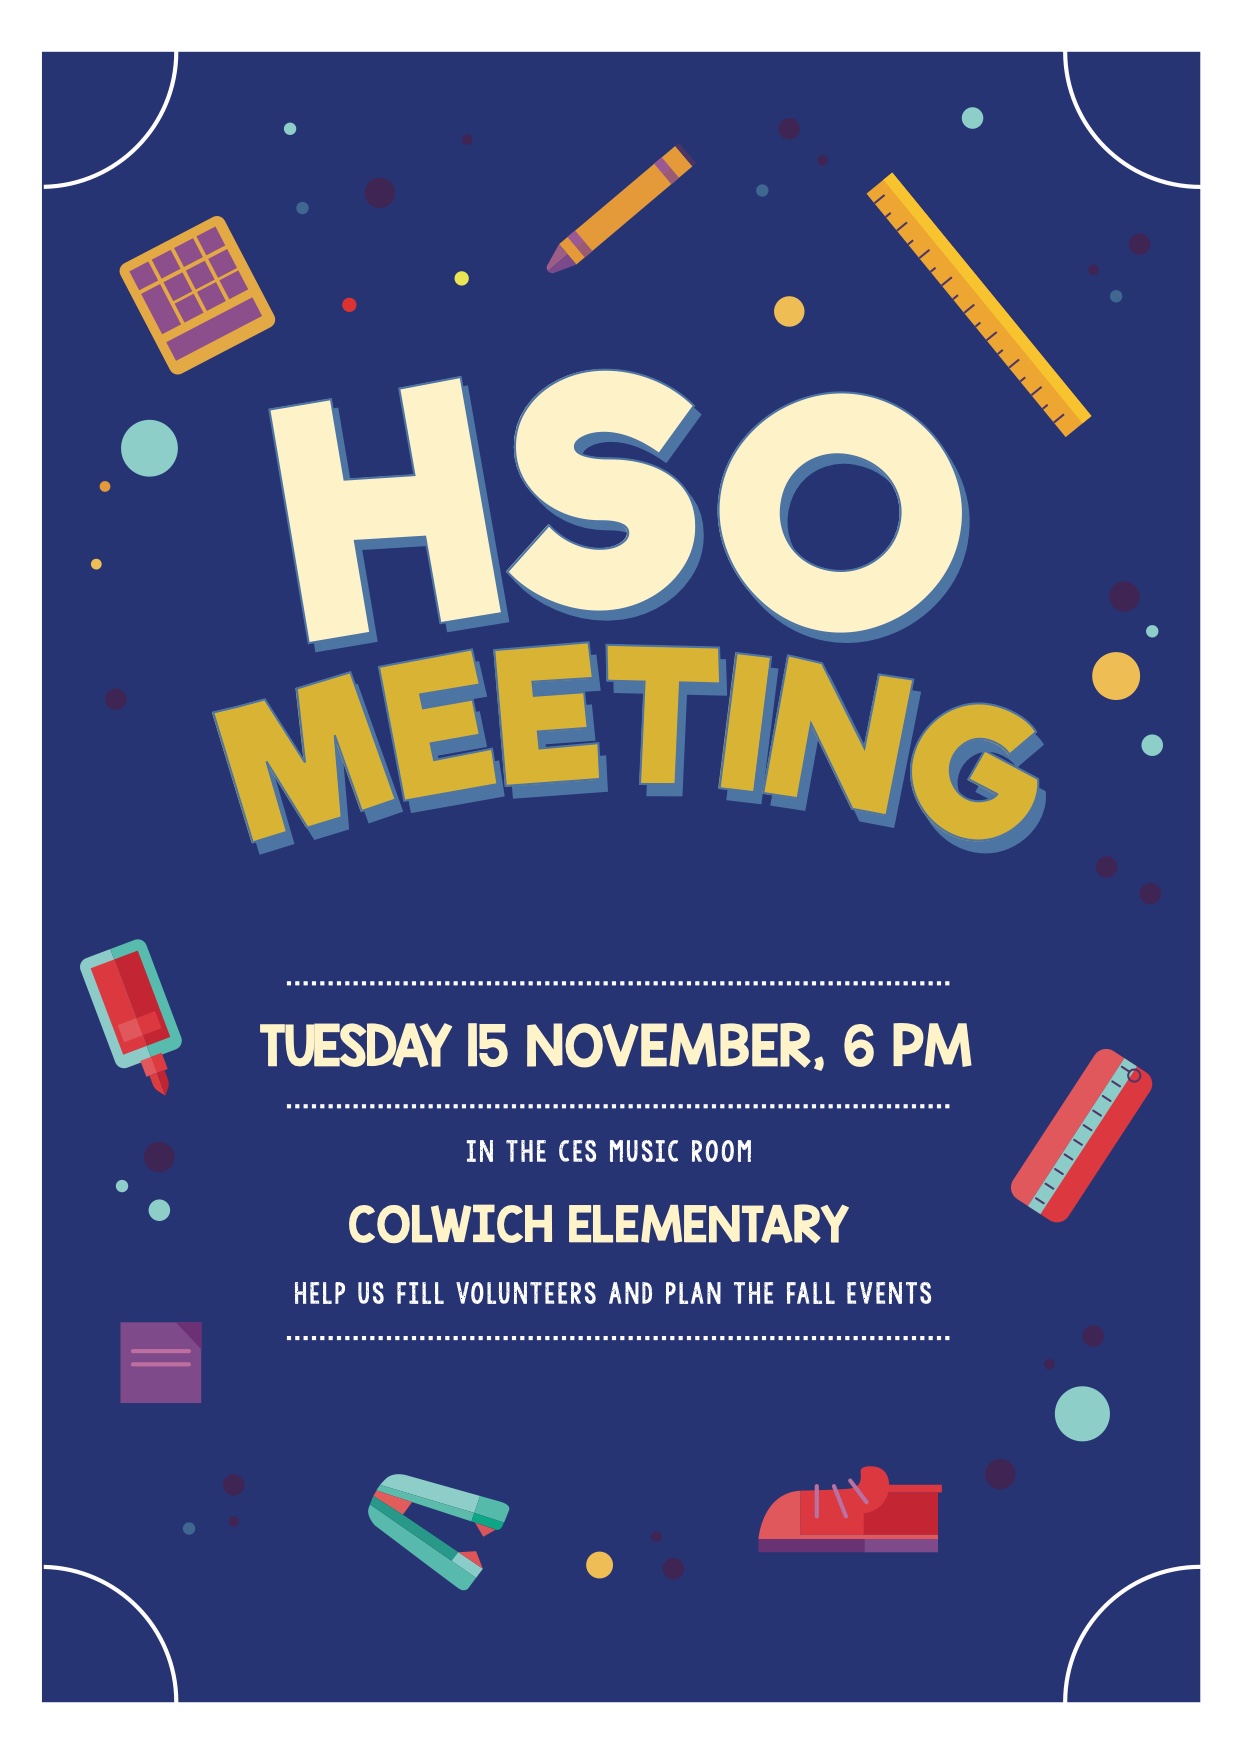 HSO
MEETING
TUESDAY 15 NOVEMBER, 6 PM
IN THE CES MUSIC ROOM
COLWICH ELEMENTARY
HELP US FILL VOLUNTEERS AND PLAN THE FALL EVENTS